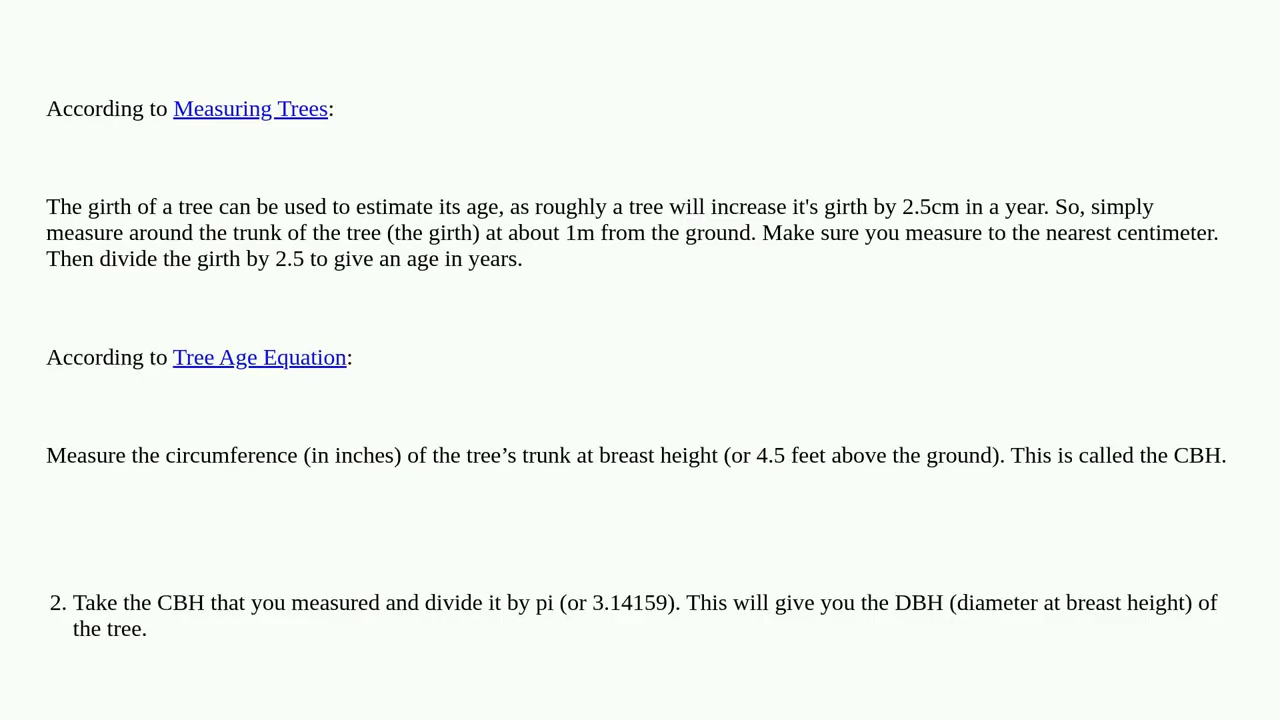 According to Measuring Trees:
The girth of a tree can be used to estimate its age, as roughly a tree will increase it's girth by 2.5cm in a year. So, simply
measure around the trunk of the tree (the girth) at about 1m from the ground. Make sure you measure to the nearest centimeter.
Then divide the girth by 2.5 to give an age in years.
According to Tree Age Equation:
Measure the circumference (in inches) of the tree’s trunk at breast height (or 4.5 feet above the ground). This is called the CBH.
2. Take the CBH that you measured and divide it by pi (or 3.14159). This will give you the DBH (diameter at breast height) of
the tree.